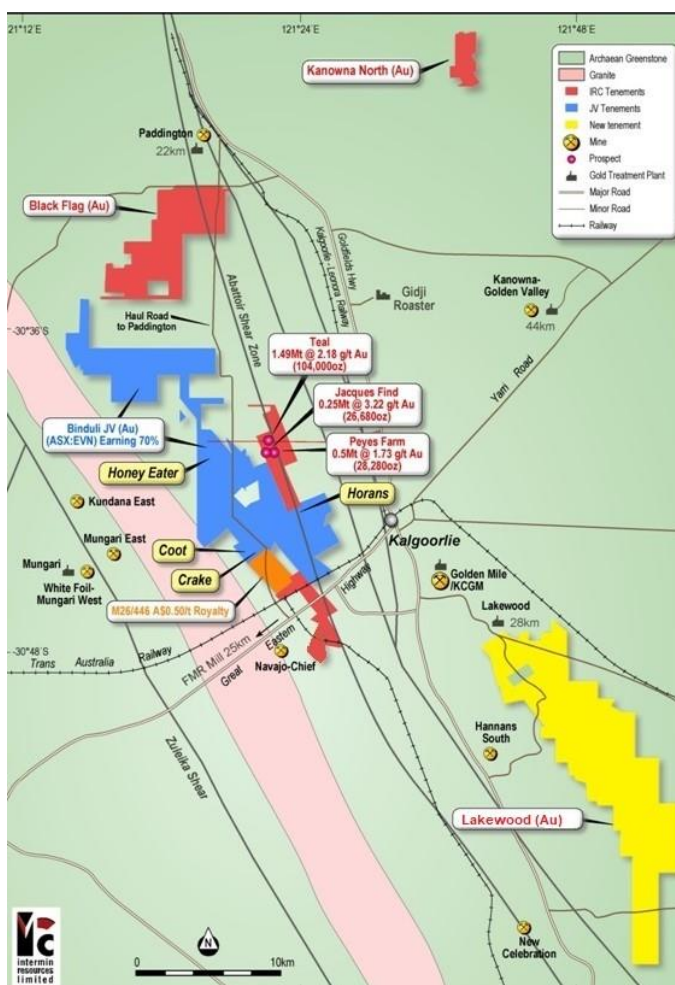 121°12'E
121°24'E
121°48'E
Kanowna North (Au)
Archaean Greenstone
Granite
IRC Tenements
JV Tenements
New tenement
Mine
Prospect
Gold Treatment Plant
Major Road
Minor Road
Railway
Paddington
22km
Black Flag (Au)
Goldfields Hwy
Kalgoorlie - Leonora Railway
Abattoir Shear Zone
Gidji
Roaster
Kanowna-
Golden Valley
44km
Yarri Road
Haul Road
to Paddington
-30°36'S
Teal
1.49Mt @ 2.18 g/t Au
(104,000oz)
Jacques Find
0.25Mt @ 3.22 g/t Au
(26,680oz)
Peyes Farm
0.5Mt @ 1.73 g/t Au
(28,280oz)
Binduli JV (Au)
(ASX:EVN) Earning 70%
Honey Eater
Horans
Kundana East
Kalgoorlie
Mungari East
Coot
Mungari
White Foil-
Mungari West
Crake
Golden Mile
/KCGM
M26/446 A$0.50/t Royalty
Lakewood
28km
-30°48'S
Trans Australia Railway
FMR Mill 25km
Great Eastern Highway
Navajo-Chief
Hannans
South
Zuleika Shear
Lakewood (Au)
New
Celebration
N
0
10km
intermin
resources
limited